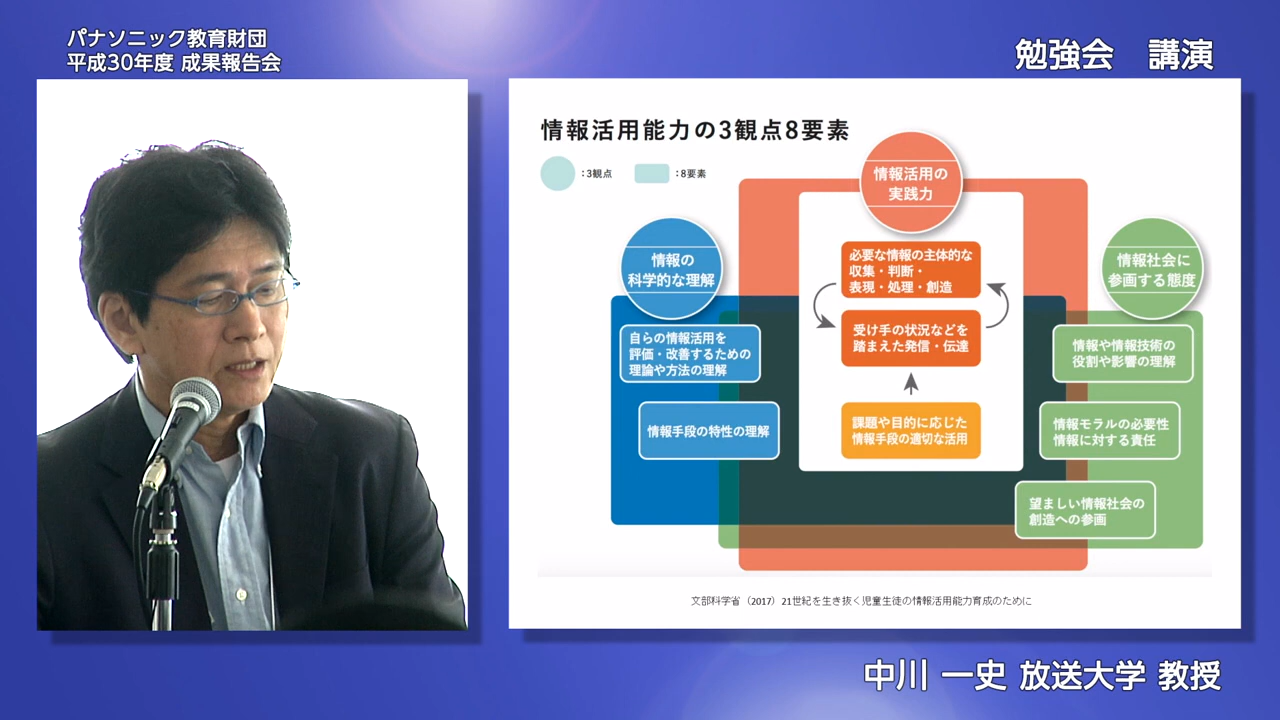 パナソニック教育財団
平成30年度 成果報告会
勉強会　講演
情報活用能力の3観点8要素
：3観点
：8要素
情報活用の
実践力
情報の
科学的な理解
情報社会に
参画する態度
必要な情報の主体的な
収集・判断・
表現・処理・創造
受け手の状況などを
踏まえた発信・伝達
課題や目的に応じた
情報手段の適切な活用
自らの情報活用を
評価・改善するための
理論や方法の理解
情報手段の特性の理解
情報や情報技術の
役割や影響の理解
情報モラルの必要性
情報に対する責任
望ましい情報社会の
創造への参画
文部科学省（2017）21世紀を生き抜く児童生徒の情報活用能力育成のために
中川 一史 放送大学 教授